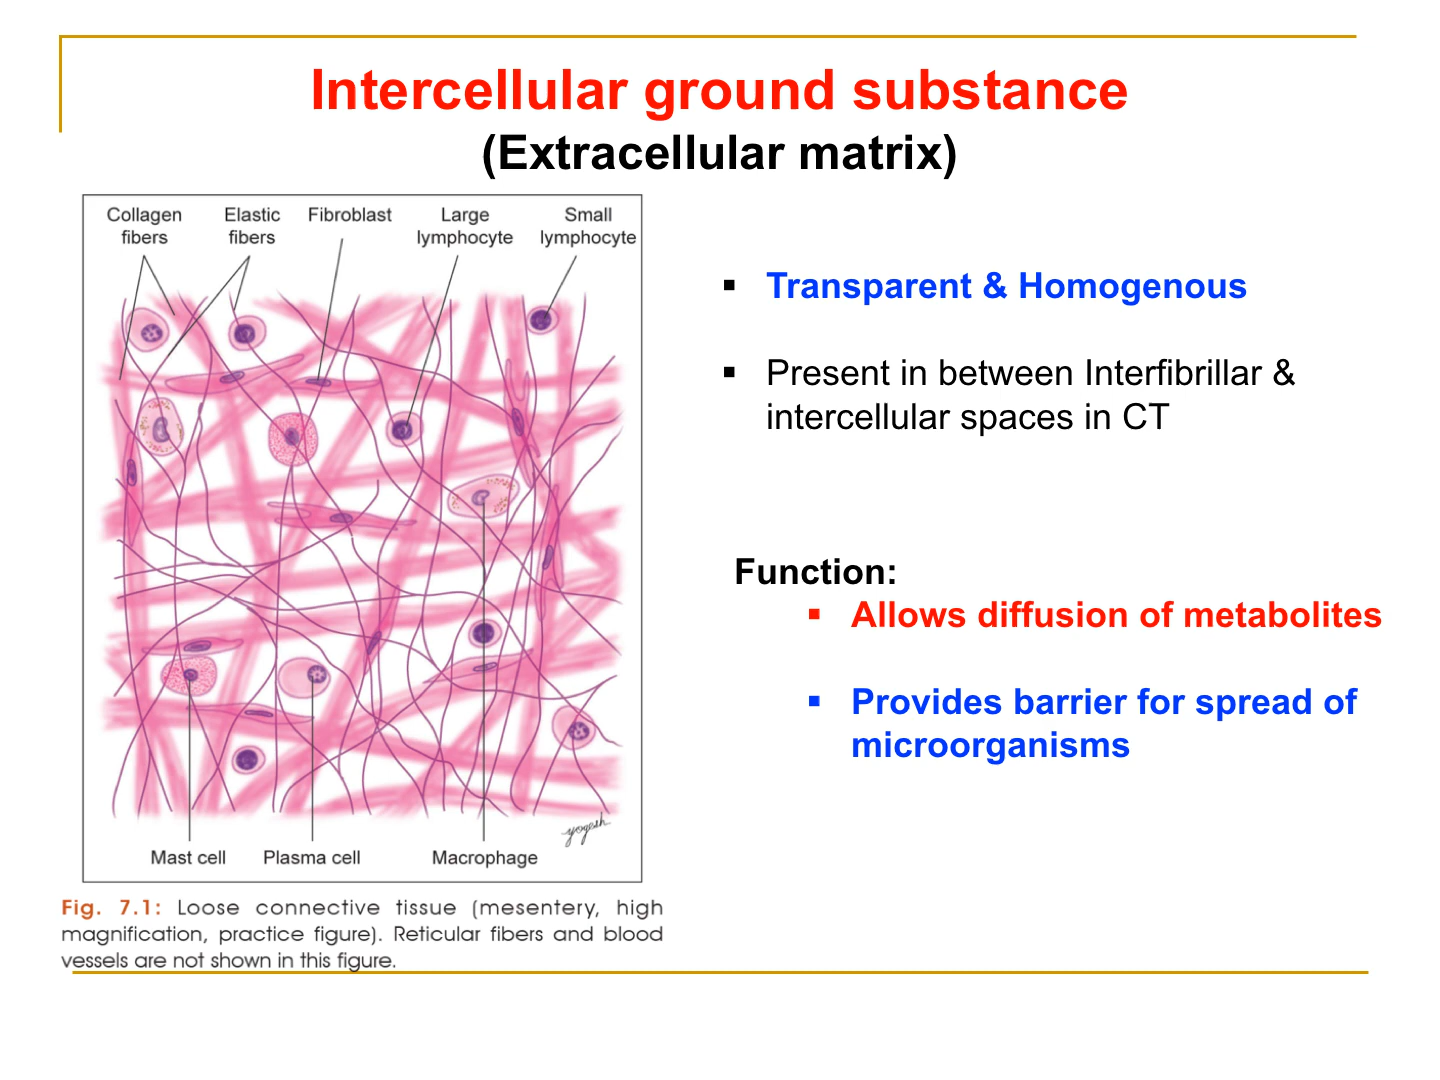 Intercellular ground substance
(Extracellular matrix)
Collagen fibers
Elastic fibers
Fibroblast
Large lymphocyte
Small lymphocyte
yogesh
Mast cell
Plasma cell
Macrophage
Fig. 7.1: Loose connective tissue (mesentery, high
magnification, practice figure). Reticular fibers and blood
vessels are not shown in this figure.
▪ Transparent & Homogenous
▪ Present in between Interfibrillar &
intercellular spaces in CT
Function:
▪ Allows diffusion of metabolites
▪ Provides barrier for spread of
microorganisms